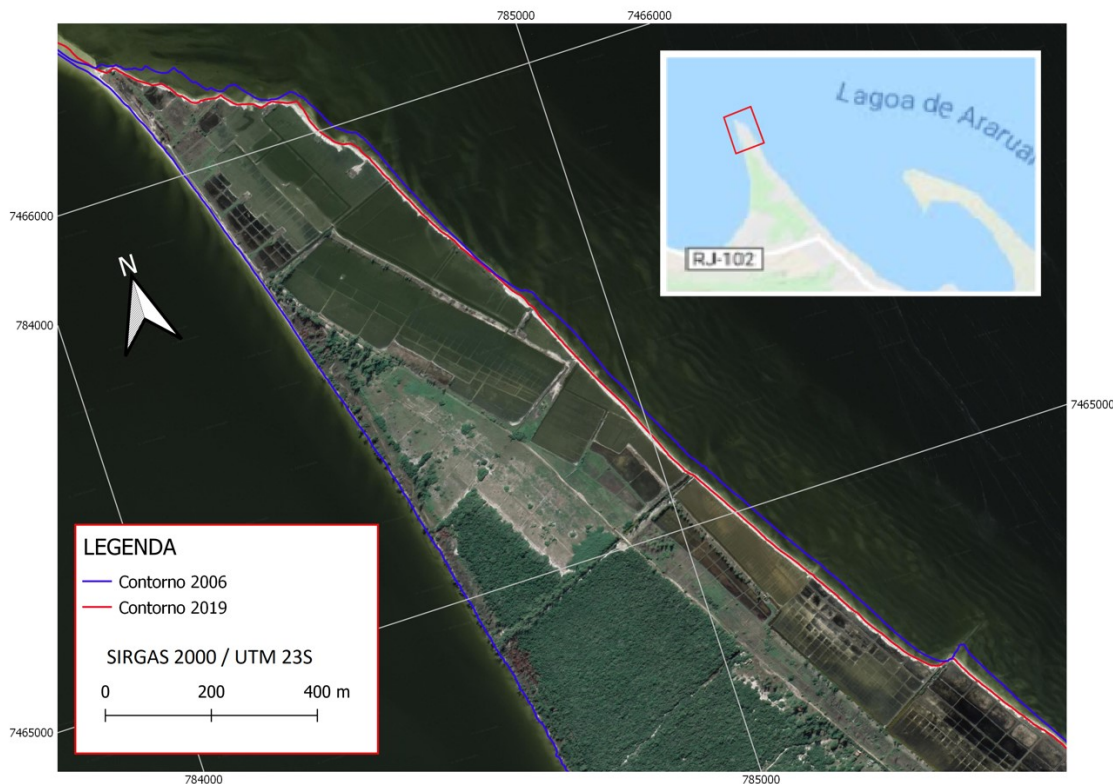 785000
7466000
Lagoa de Araruar
RJ-102
7466000
N
784000
7465000
LEGENDA
Contorno 2006
Contorno 2019
SIRGAS 2000 / UTM 23S
0 200 400 m
7465000
784000
785000